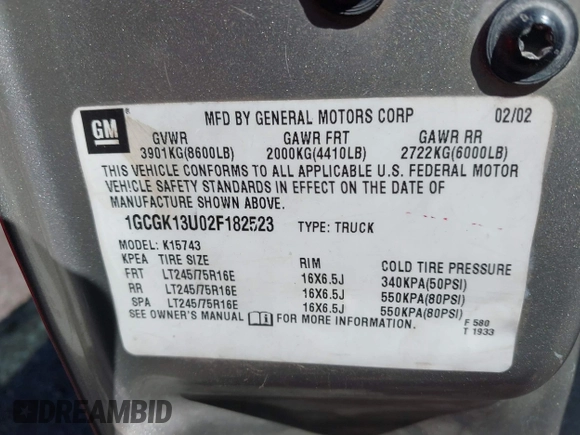 GM
MFD BY GENERAL MOTORS CORP 02/02
GVWR GAWR FRT GAWR RR
3901KG(8600LB) 2000KG(4410LB) 2722KG(6000LB)
THIS VEHICLE CONFORMS TO ALL APPLICABLE U.S. FEDERAL MOTOR
VEHICLE SAFETY STANDARDS IN EFFECT ON THE DATE OF
MANUFACTURE SHOWN ABOVE.
1GCGK13U02F182523 TYPE: TRUCK
MODEL: K15743
KPEA TIRE SIZE RIM COLD TIRE PRESSURE
FRT LT245/75R16E 16X6.5J 340KPA(50PSI)
RR LT245/75R16E 16X6.5J 550KPA(80PSI)
SPA LT245/75R16E 16X6.5J 550KPA(80PSI)
SEE OWNER'S MANUAL FOR MORE INFORMATION. F 580
T 1933
DREAMBID